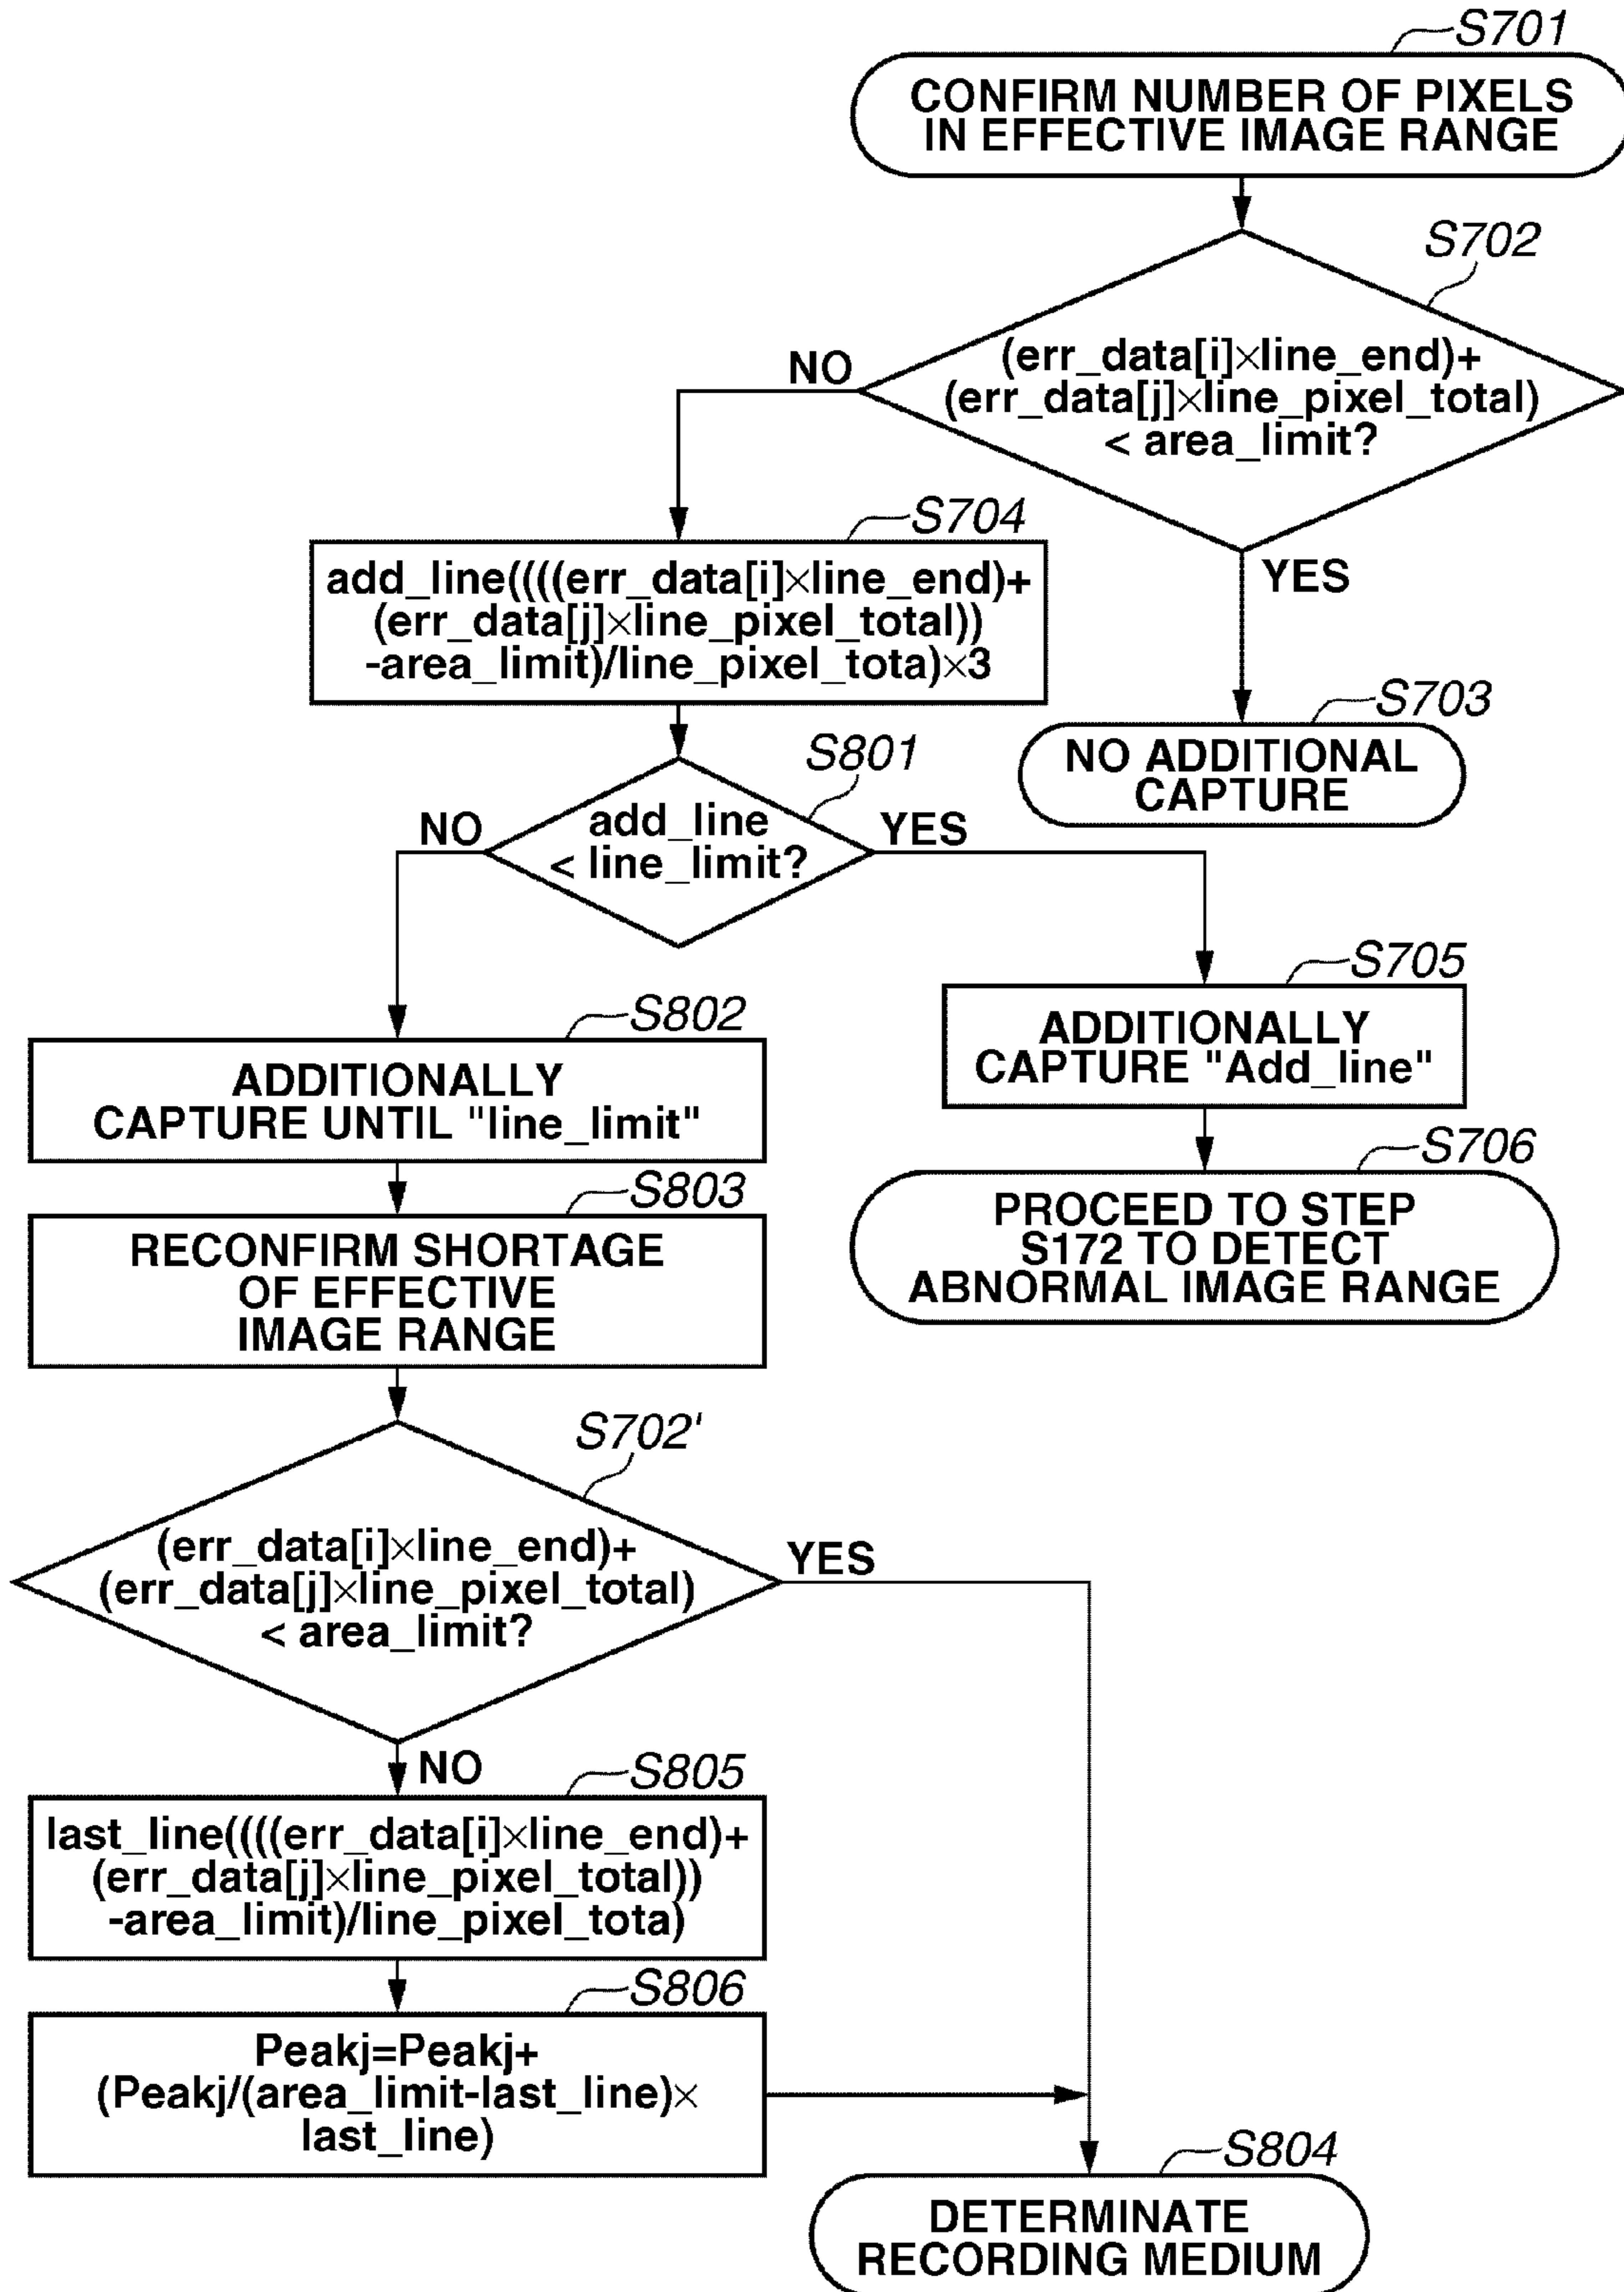 S701
CONFIRM NUMBER OF PIXELS
IN EFFECTIVE IMAGE RANGE
S702
(err_data[i]×line_end)+
(err_data[j]×line_pixel_total)
< area_limit?
NO
YES
S704
add_line((((err_data[i]×line_end)+
(err_data[j]×line_pixel_total))
-area_limit)/line_pixel_tota)×3
S703
NO ADDITIONAL
CAPTURE
S801
add_line
< line_limit?
NO
YES
S705
ADDITIONALLY
CAPTURE "Add_line"
S706
PROCEED TO STEP
S172 TO DETECT
ABNORMAL IMAGE RANGE
S802
ADDITIONALLY
CAPTURE UNTIL "line_limit"
S803
RECONFIRM SHORTAGE
OF EFFECTIVE
IMAGE RANGE
S702'
(err_data[i]×line_end)+
(err_data[j]×line_pixel_total)
< area_limit?
YES
NO
S805
last_line((((err_data[i]×line_end)+
(err_data[j]×line_pixel_total))
-area_limit)/line_pixel_tota)
S806
Peakj=Peakj+
(Peakj/(area_limit-last_line)×
last_line)
S804
DETERMINATE
RECORDING MEDIUM